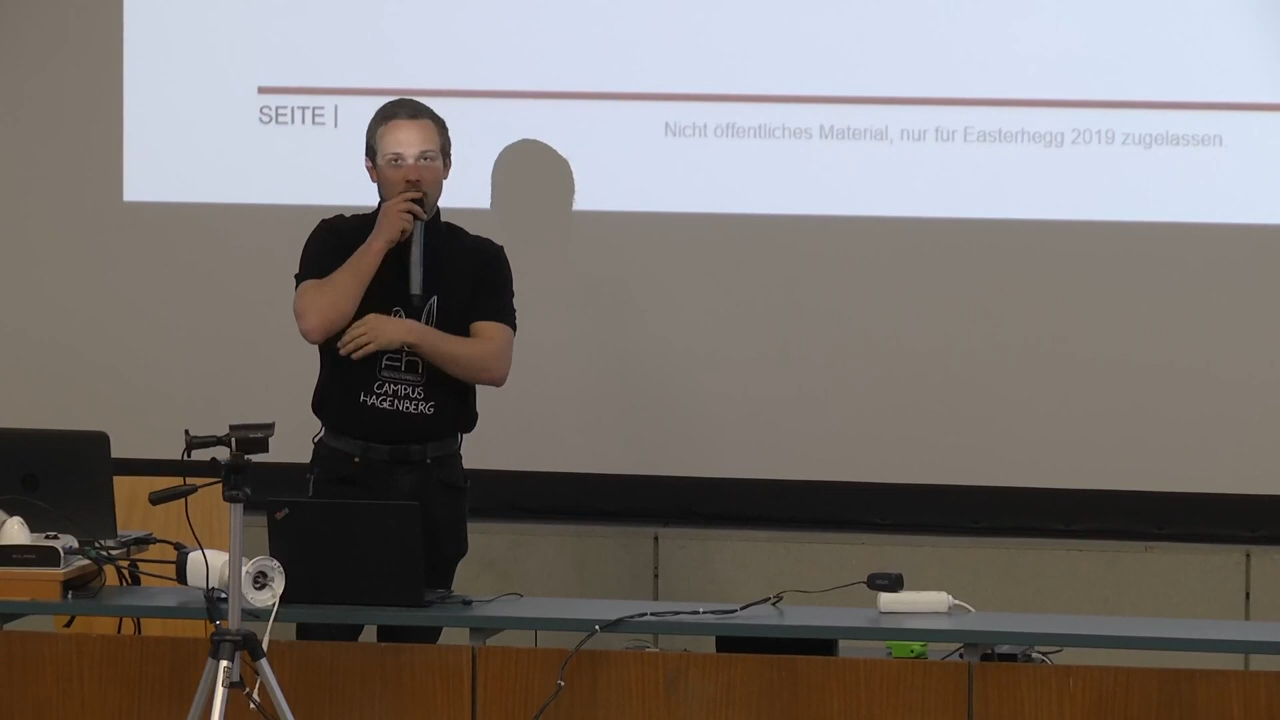 SEITE |
Nicht öffentliches Material, nur für Easterhegg 2019 zugelassen
fh
CAMPUS
HAGENBERG